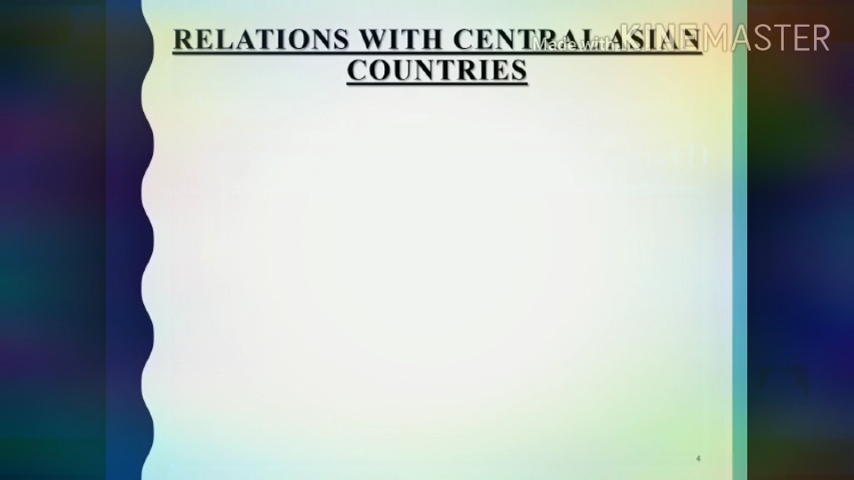 RELATIONS WITH CENTRAL ASIAN
COUNTRIES
Made with KINEMASTER
4